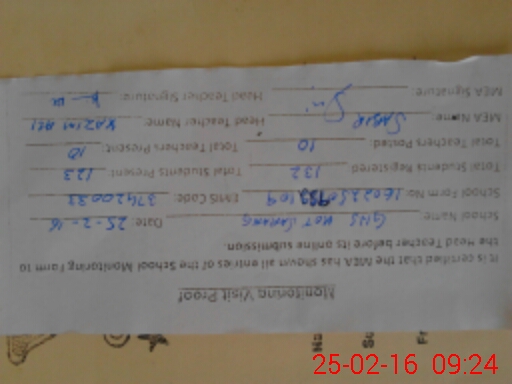 Monitoring Visit Proof
It is certified that the MEA has shown all entries of the School Monitoring Form to
the Head Teacher before its online submission.
School Name: GHS KOT Date: 25-2-16
School Form No: EMIS Code: 37420033
Total Students Registered: 132 Total Students Present: 123
Total Teachers Posted: 10 Total Teachers Present: 10
MEA Name: SABIR Head Teacher Name: KAZIM ALI
MEA Signature: Head Teacher Signature:
25-02-16 09:24